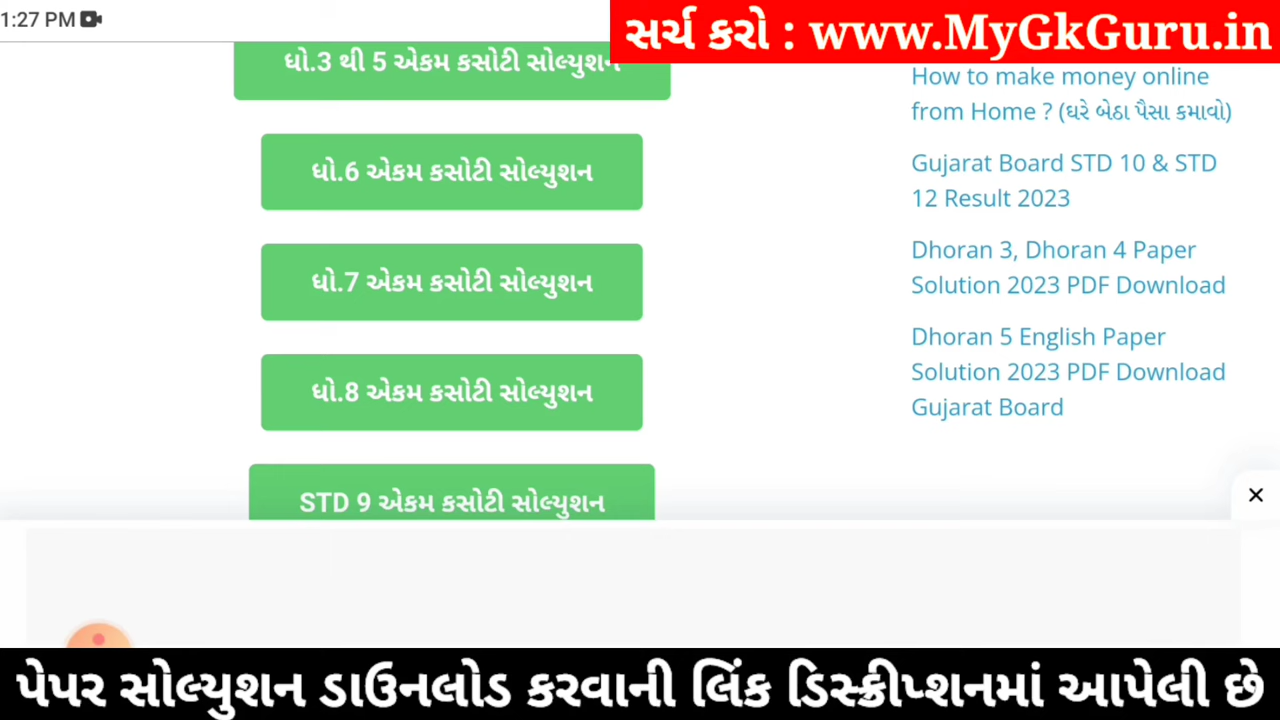 1:27 PM
સર્ચ કરો : www.MyGkGuru.in
ધો.3 થી 5 એકમ કસોટી સોલ્યુશન
ધો.6 એકમ કસોટી સોલ્યુશન
ધો.7 એકમ કસોટી સોલ્યુશન
ધો.8 એકમ કસોટી સોલ્યુશન
STD 9 એકમ કસોટી સોલ્યુશન
How to make money online
from Home ? (ઘરે બેઠા પૈસા કમાવો)
Gujarat Board STD 10 & STD
12 Result 2023
Dhoran 3, Dhoran 4 Paper
Solution 2023 PDF Download
Dhoran 5 English Paper
Solution 2023 PDF Download
Gujarat Board
પેપર સોલ્યુશન ડાઉનલોડ કરવાની લિંક ડિસ્ક્રીપ્શનમાં આપેલી છે